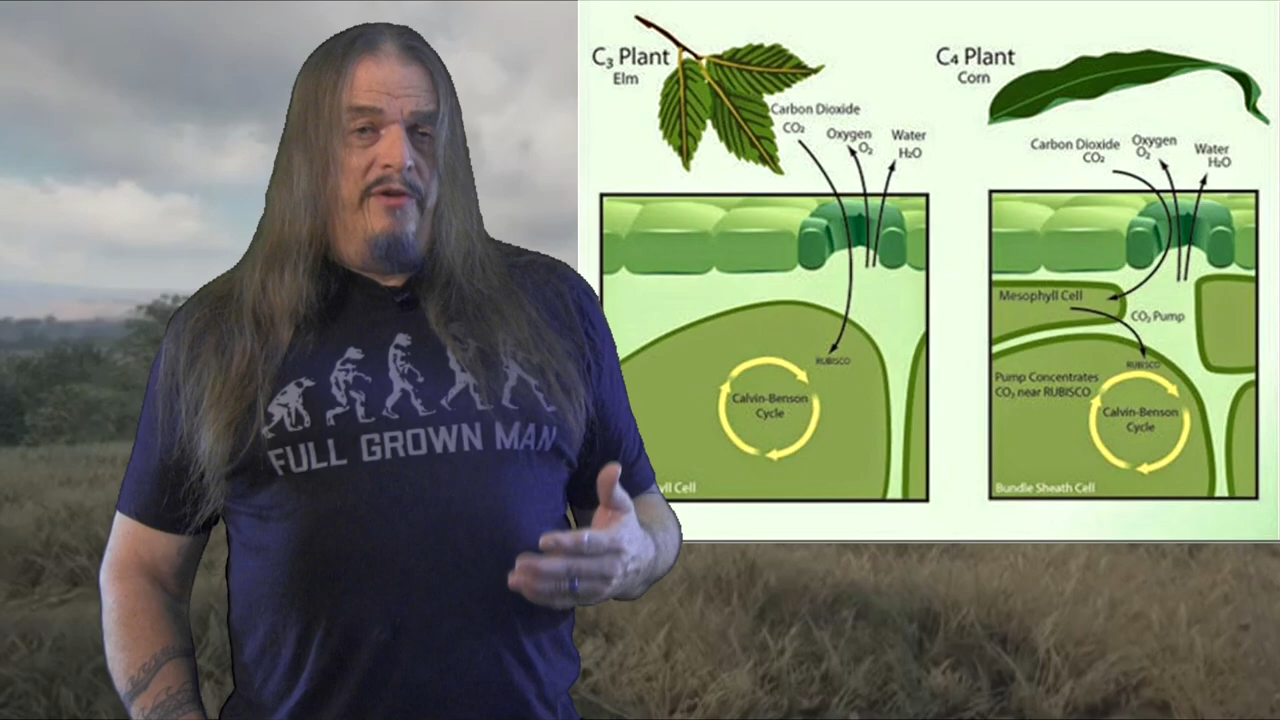 C₃ Plant
Elm
Carbon Dioxide
CO₂
Oxygen
O₂
Water
H₂O
RUBISCO
Calvin-Benson
Cycle
yll Cell
C₄ Plant
Corn
Carbon Dioxide
CO₂
Oxygen
O₂
Water
H₂O
Mesophyll Cell
CO₂ Pump
RUBISCO
Pump Concentrates
CO₂ near RUBISCO
Calvin-Benson
Cycle
Bundle Sheath Cell
FULL GROWN MAN